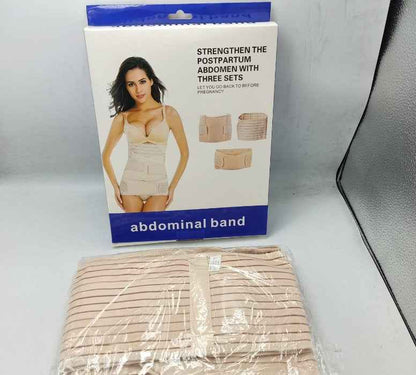 STRENGTHEN THE
POSTPARTUM
ABDOMEN WITH
THREE SETS
LET YOU GO BACK TO BEFORE
PREGNANCY
abdominal band